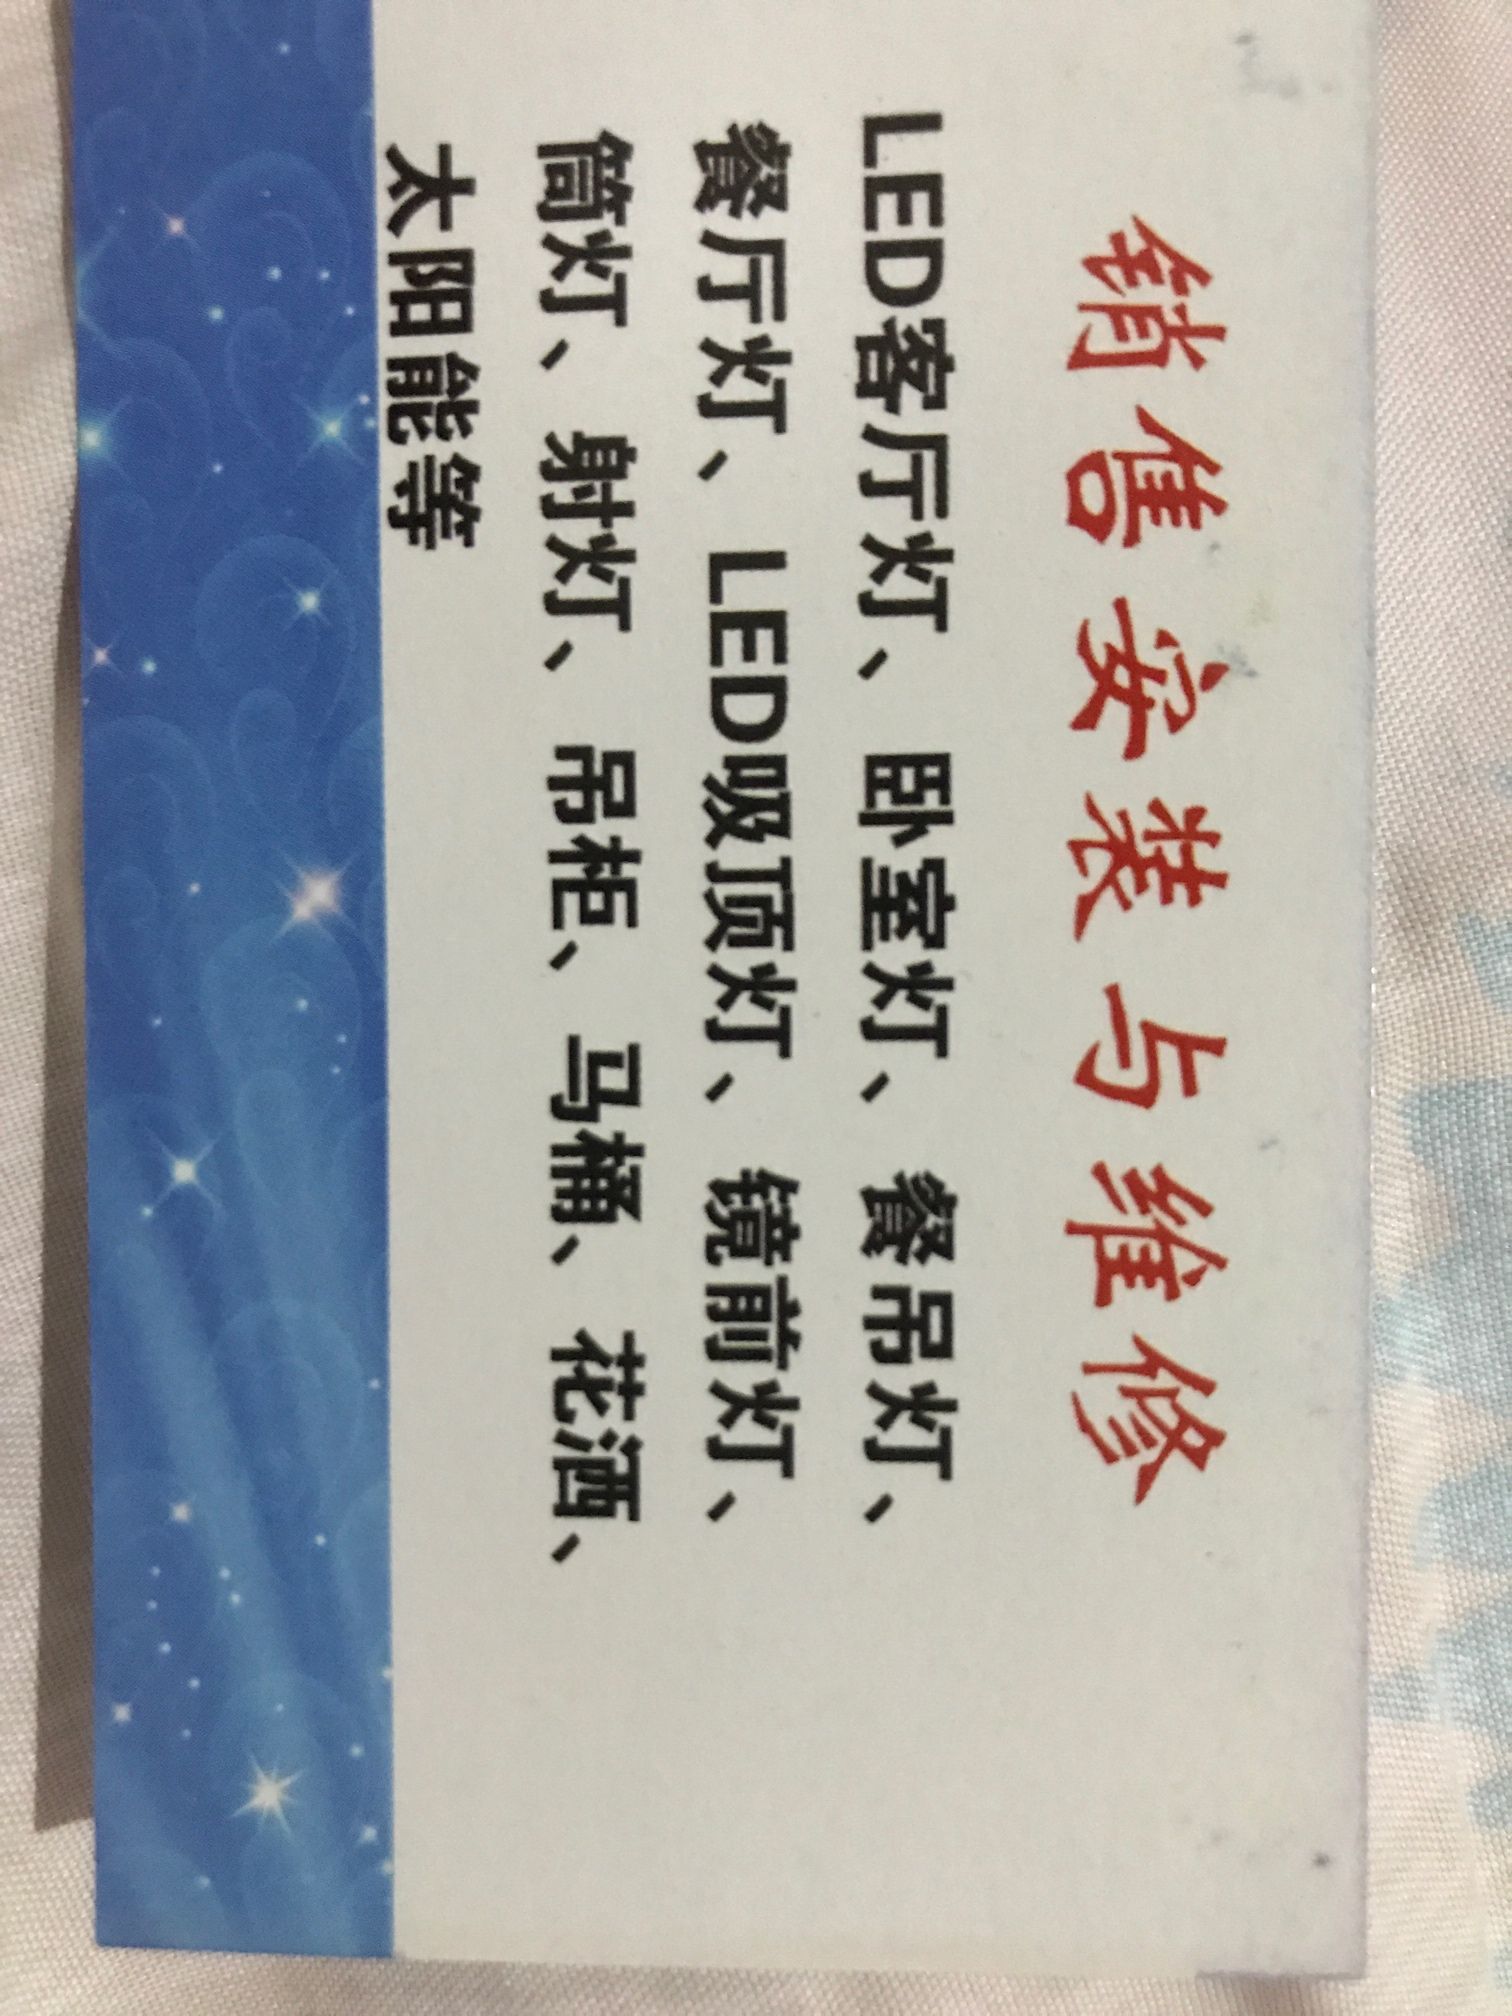 销售安装与维修
LED客厅灯、卧室灯、餐吊灯、
餐厅灯、LED吸顶灯、镜前灯、
筒灯、射灯、吊柜、马桶、花洒、
太阳能等